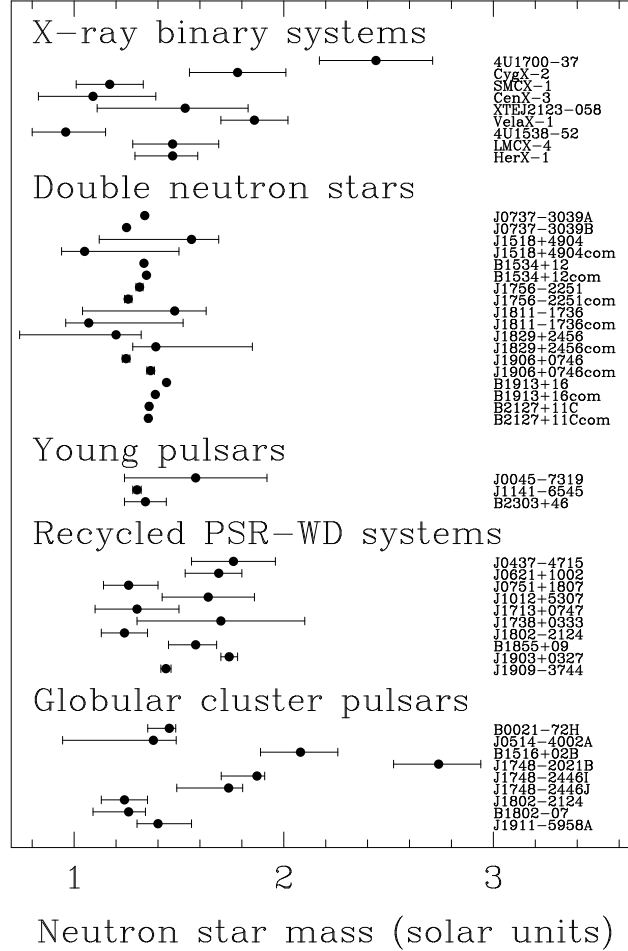 X-ray binary systems
4U1700-37
CygX-2
SMCX-1
CenX-3
XTEJ2123-058
VelaX-1
4U1538-52
LMCX-4
HerX-1
Double neutron stars
J0737-3039A
J0737-3039B
J1518+4904
J1518+4904com
B1534+12
B1534+12com
J1756-2251
J1756-2251com
J1811-1736
J1811-1736com
J1829+2456
J1829+2456com
J1906+0746
J1906+0746com
B1913+16
B1913+16com
B2127+11C
B2127+11Ccom
Young pulsars
J0045-7319
J1141-6545
B2303+46
Recycled PSR-WD systems
J0437-4715
J0621+1002
J0751+1807
J1012+5307
J1713+0747
J1738+0333
J1802-2124
B1855+09
J1903+0327
J1909-3744
Globular cluster pulsars
B0021-72H
J0514-4002A
B1516+02B
J1748-2021B
J1748-2446I
J1748-2446J
J1802-2124
B1802-07
J1911-5958A
1 2 3
Neutron star mass (solar units)